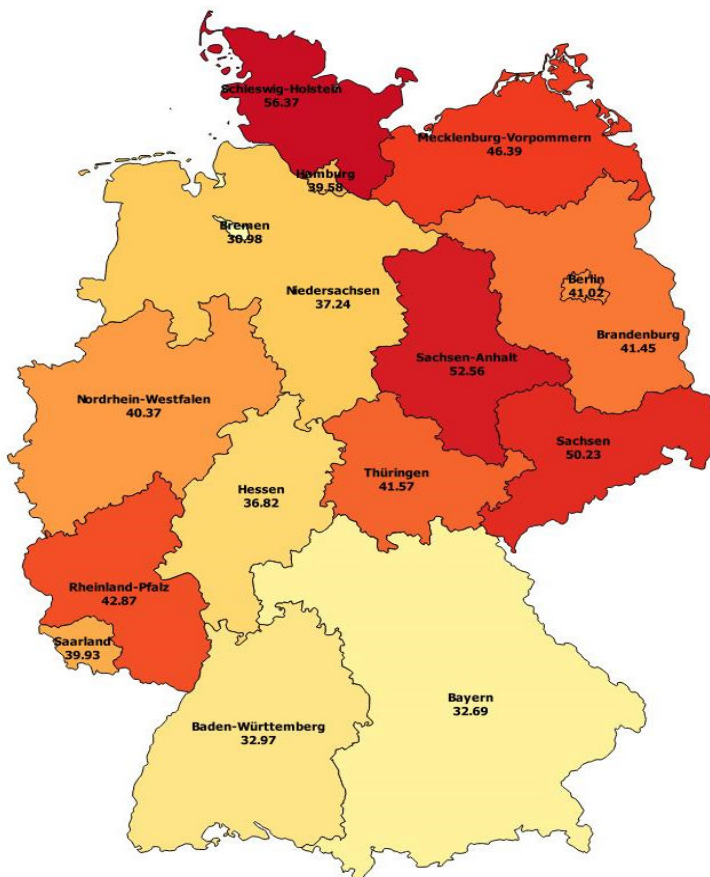 Schleswig-Holstein
56.37
Mecklenburg-Vorpommern
46.39
Hamburg
39.58
Bremen
30.98
Berlin
41.02
Niedersachsen
37.24
Brandenburg
41.45
Sachsen-Anhalt
52.56
Nordrhein-Westfalen
40.37
Sachsen
50.23
Thüringen
41.57
Hessen
36.82
Rheinland-Pfalz
42.87
Saarland
39.93
Bayern
32.69
Baden-Württemberg
32.97